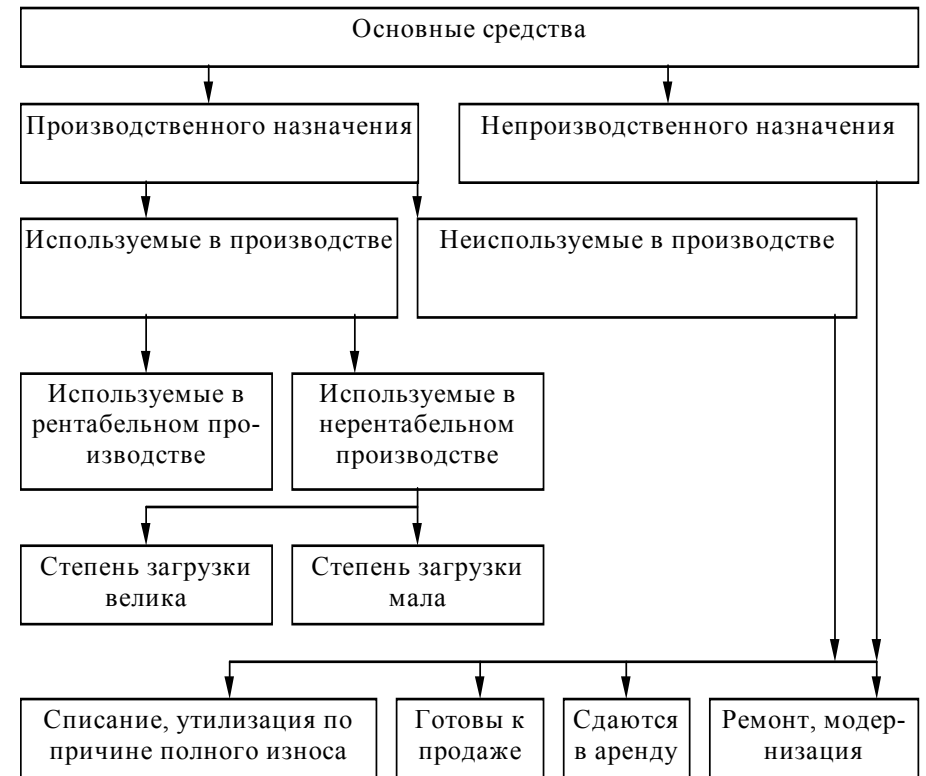 Основные средства
Производственного назначения
Непроизводственного назначения
Используемые в производстве
Неиспользуемые в производстве
Используемые в
рентабельном про-
изводстве
Используемые в
нерентабельном
производстве
Степень загрузки
велика
Степень загрузки
мала
Списание, утилизация по
причине полного износа
Готовы к
продаже
Сдаются
в аренду
Ремонт, модер-
низация